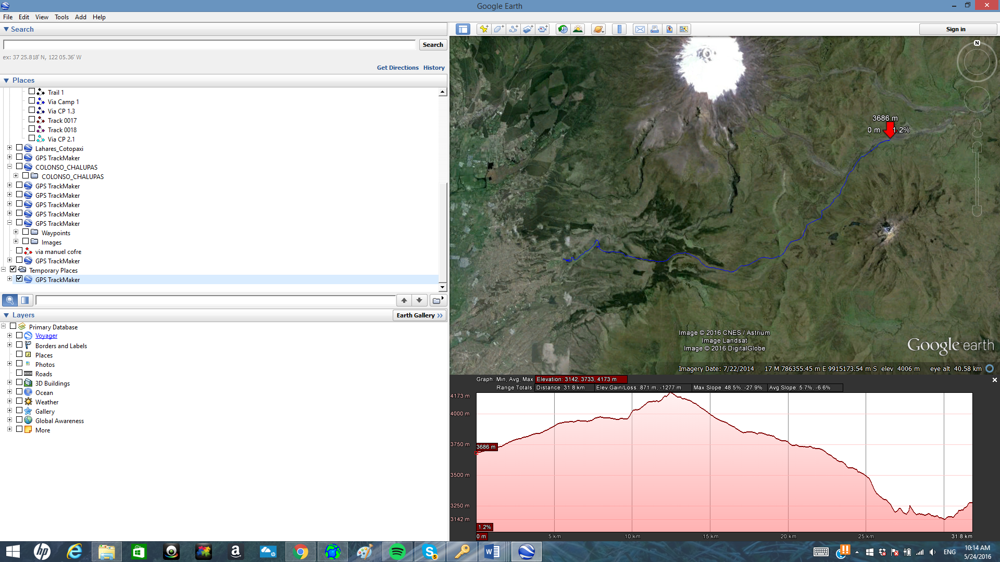 Google Earth
File Edit View Tools Add Help
Search
Search
ex: 37 25.818' N, 122 05.36' W
Get Directions History
Places
Trail 1
Via Camp 1
Via CP 1.3
Track 0017
Track 0018
Via CP 2.1
Lahares_Cotopaxi
GPS TrackMaker
COLONSO_CHALUPAS
COLONSO_CHALUPAS
GPS TrackMaker
GPS TrackMaker
GPS TrackMaker
GPS TrackMaker
GPS TrackMaker
Waypoints
Images
via manuel cofre
GPS TrackMaker
Temporary Places
GPS TrackMaker
Layers
Earth Gallery »
Primary Database
Voyager
Borders and Labels
Places
Photos
Roads
3D Buildings
Ocean
Weather
Gallery
Global Awareness
More
Sign in
N
3686 m
0 m 1.2%
Image © 2016 CNES / Astrium
Image Landsat
Image © 2016 DigitalGlobe
Google earth
Imagery Date: 7/22/2014 17 M 786355.45 m E 9915173.54 m S elev 4006 m eye alt 40.58 km
Graph: Min, Avg, Max Elevation: 3142, 3733, 4173 m
Range Totals: Distance: 31.8 km Elev Gain/Loss: 871 m, -1277 m Max Slope: 48.5%, -27.9% Avg Slope: 5.7%, -6.6%
4173 m
4000 m
3750 m
3686 m
3500 m
3250 m
3142 m
1.2%
0 m 5 km 10 km 15 km 20 km 25 km 31.8 km
hp
a
S 5
W
ENG
10:14 AM
5/24/2016